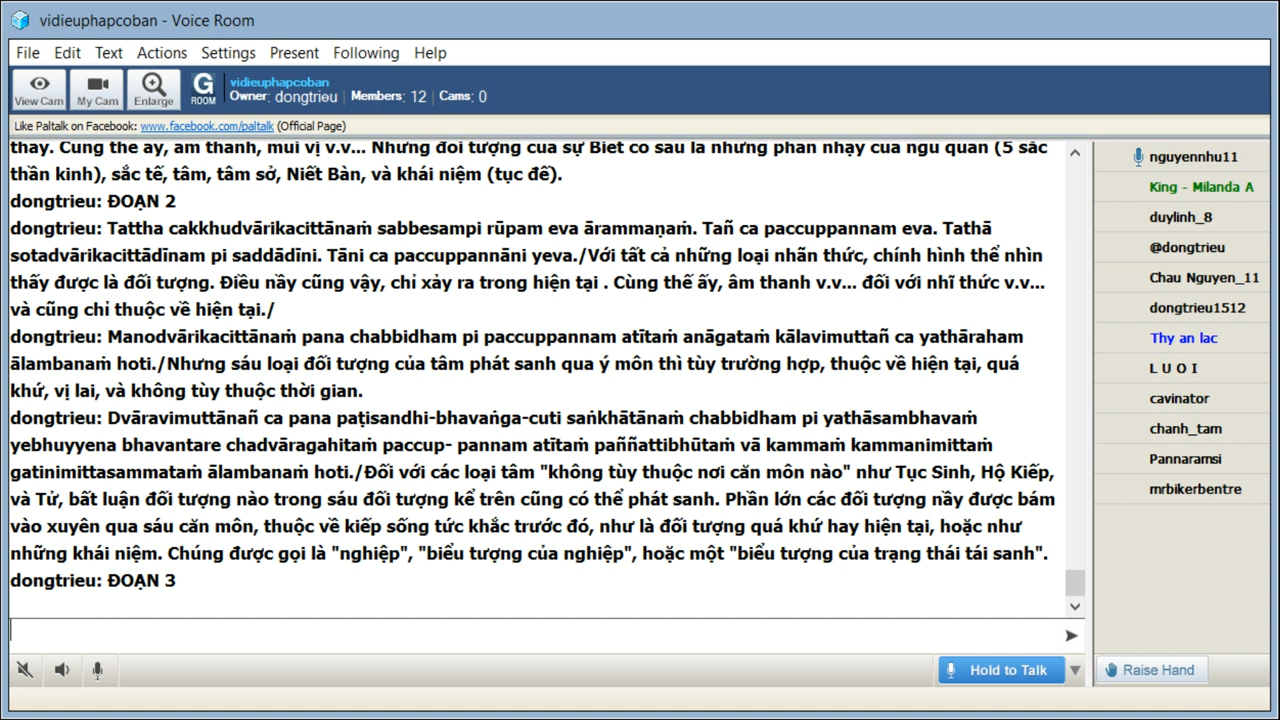 vidieuphapcoban - Voice Room
File Edit Text Actions Settings Present Following Help
View Cam
My Cam
Enlarge
G ROOM
vidieuphapcoban
Owner: dongtrieu | Members: 12 | Cams: 0
Like Paltalk on Facebook: www.facebook.com/paltalk (Official Page)
thấy. Cùng thế ấy, âm thanh, mùi vị v.v... Nhưng đối tượng của sự Biết có sáu là những phần nhạy của ngũ quan (5 sắc
thần kinh), sắc tế, tâm, tâm sở, Niết Bàn, và khái niệm (tục đế).
dongtrieu: ĐOẠN 2
dongtrieu: Tattha cakkhudvārikacittānaṁ sabbesampi rūpam eva ārammaṇaṁ. Tañ ca paccuppannam eva. Tathā
sotadvārikacittādīnam pi saddādīni. Tāni ca paccuppannāni yeva./Với tất cả những loại nhãn thức, chính hình thể nhìn
thấy được là đối tượng. Điều nầy cũng vậy, chỉ xảy ra trong hiện tại . Cùng thế ấy, âm thanh v.v... đối với nhĩ thức v.v...
và cũng chỉ thuộc về hiện tại./
dongtrieu: Manodvārikacittānaṁ pana chabbidham pi paccuppannam atītaṁ anāgataṁ kālavimuttañ ca yathāraham
ālambanaṁ hoti./Nhưng sáu loại đối tượng của tâm phát sanh qua ý môn thì tùy trường hợp, thuộc về hiện tại, quá
khứ, vị lai, và không tùy thuộc thời gian.
dongtrieu: Dvāravimuttānañ ca pana paṭisandhi-bhavaṅga-cuti saṅkhātānaṁ chabbidham pi yathāsambhavaṁ
yebhuyyena bhavantare chadvāragahitaṁ paccup- pannam atītaṁ paññattibhūtaṁ vā kammaṁ kammanimittaṁ
gatinimittasammataṁ ālambanaṁ hoti./Đối với các loại tâm "không tùy thuộc nơi căn môn nào" như Tục Sinh, Hộ Kiếp,
và Tử, bất luận đối tượng nào trong sáu đối tượng kể trên cũng có thể phát sanh. Phần lớn các đối tượng nầy được bám
vào xuyên qua sáu căn môn, thuộc về kiếp sống tức khắc trước đó, như là đối tượng quá khứ hay hiện tại, hoặc như
những khái niệm. Chúng được gọi là "nghiệp", "biểu tượng của nghiệp", hoặc một "biểu tượng của trạng thái tái sanh".
dongtrieu: ĐOẠN 3
nguyennhu11
King - Milanda A
duylinh_8
@dongtrieu
Chau Nguyen_11
dongtrieu1512
Thy an lac
L U O I
cavinator
chanh_tam
Pannaramsi
mrbikerbentre
Hold to Talk
Raise Hand